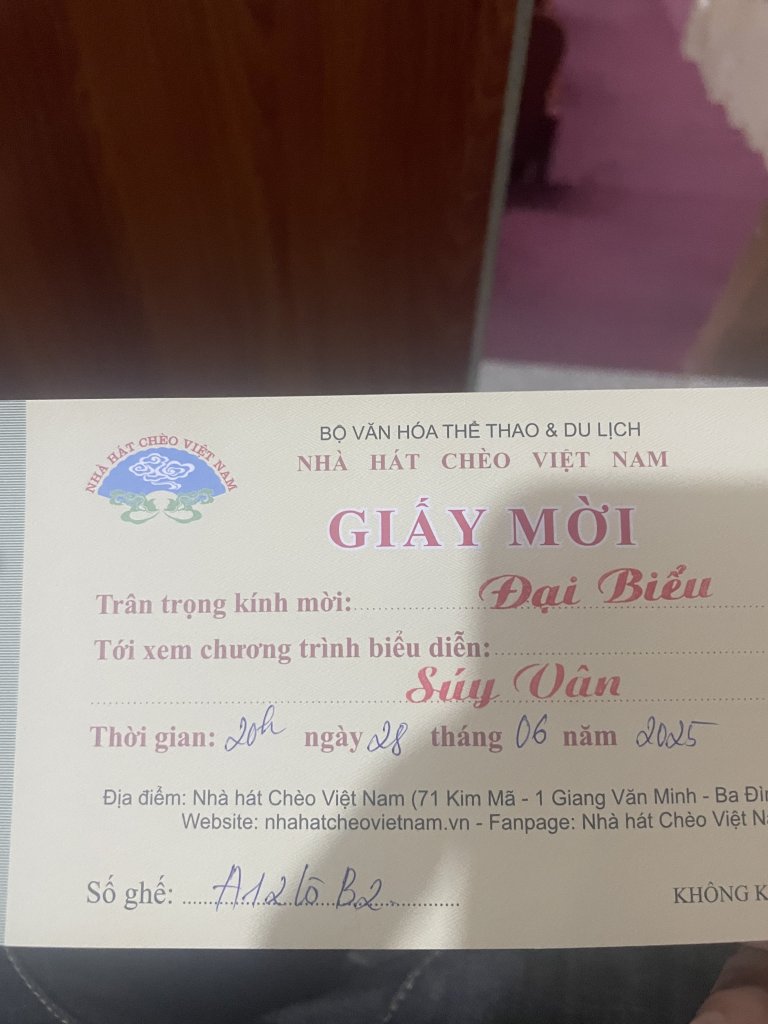 NHÀ HÁT CHÈO VIỆT NAM
BỘ VĂN HÓA THỂ THAO & DU LỊCH
NHÀ HÁT CHÈO VIỆT NAM
GIẤY MỜI
Trân trọng kính mời: Đại Biểu
Tới xem chương trình biểu diễn:
Súy Vân
Thời gian: 20h ngày 28 tháng 06 năm 2025
Địa điểm: Nhà hát Chèo Việt Nam (71 Kim Mã - 1 Giang Văn Minh - Ba Đìn
Website: nhahatcheovietnam.vn - Fanpage: Nhà hát Chèo Việt Na
Số ghế: A12 lô B2
KHÔNG K